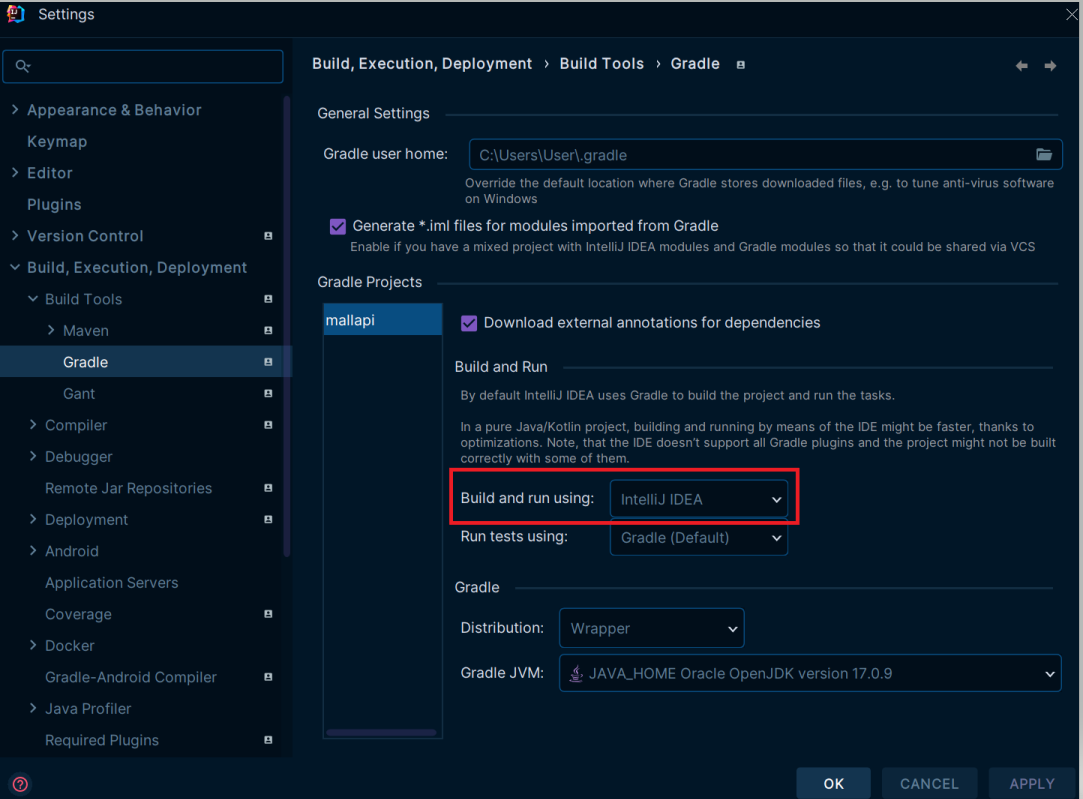 Settings
Build, Execution, Deployment › Build Tools › Gradle
Appearance & Behavior
Keymap
Editor
Plugins
Version Control
Build, Execution, Deployment
Build Tools
Maven
Gradle
Gant
Compiler
Debugger
Remote Jar Repositories
Deployment
Android
Application Servers
Coverage
Docker
Gradle-Android Compiler
Java Profiler
Required Plugins
General Settings
Gradle user home: C:\Users\User\.gradle
Override the default location where Gradle stores downloaded files, e.g. to tune anti-virus software
on Windows
Generate *.iml files for modules imported from Gradle
Enable if you have a mixed project with IntelliJ IDEA modules and Gradle modules so that it could be shared via VCS
Gradle Projects
mallapi
Download external annotations for dependencies
Build and Run
By default IntelliJ IDEA uses Gradle to build the project and run the tasks.
In a pure Java/Kotlin project, building and running by means of the IDE might be faster, thanks to
optimizations. Note, that the IDE doesn't support all Gradle plugins and the project might not be built
correctly with some of them.
Build and run using: IntelliJ IDEA
Run tests using: Gradle (Default)
Gradle
Distribution: Wrapper
Gradle JVM: JAVA_HOME Oracle OpenJDK version 17.0.9
?
OK CANCEL APPLY